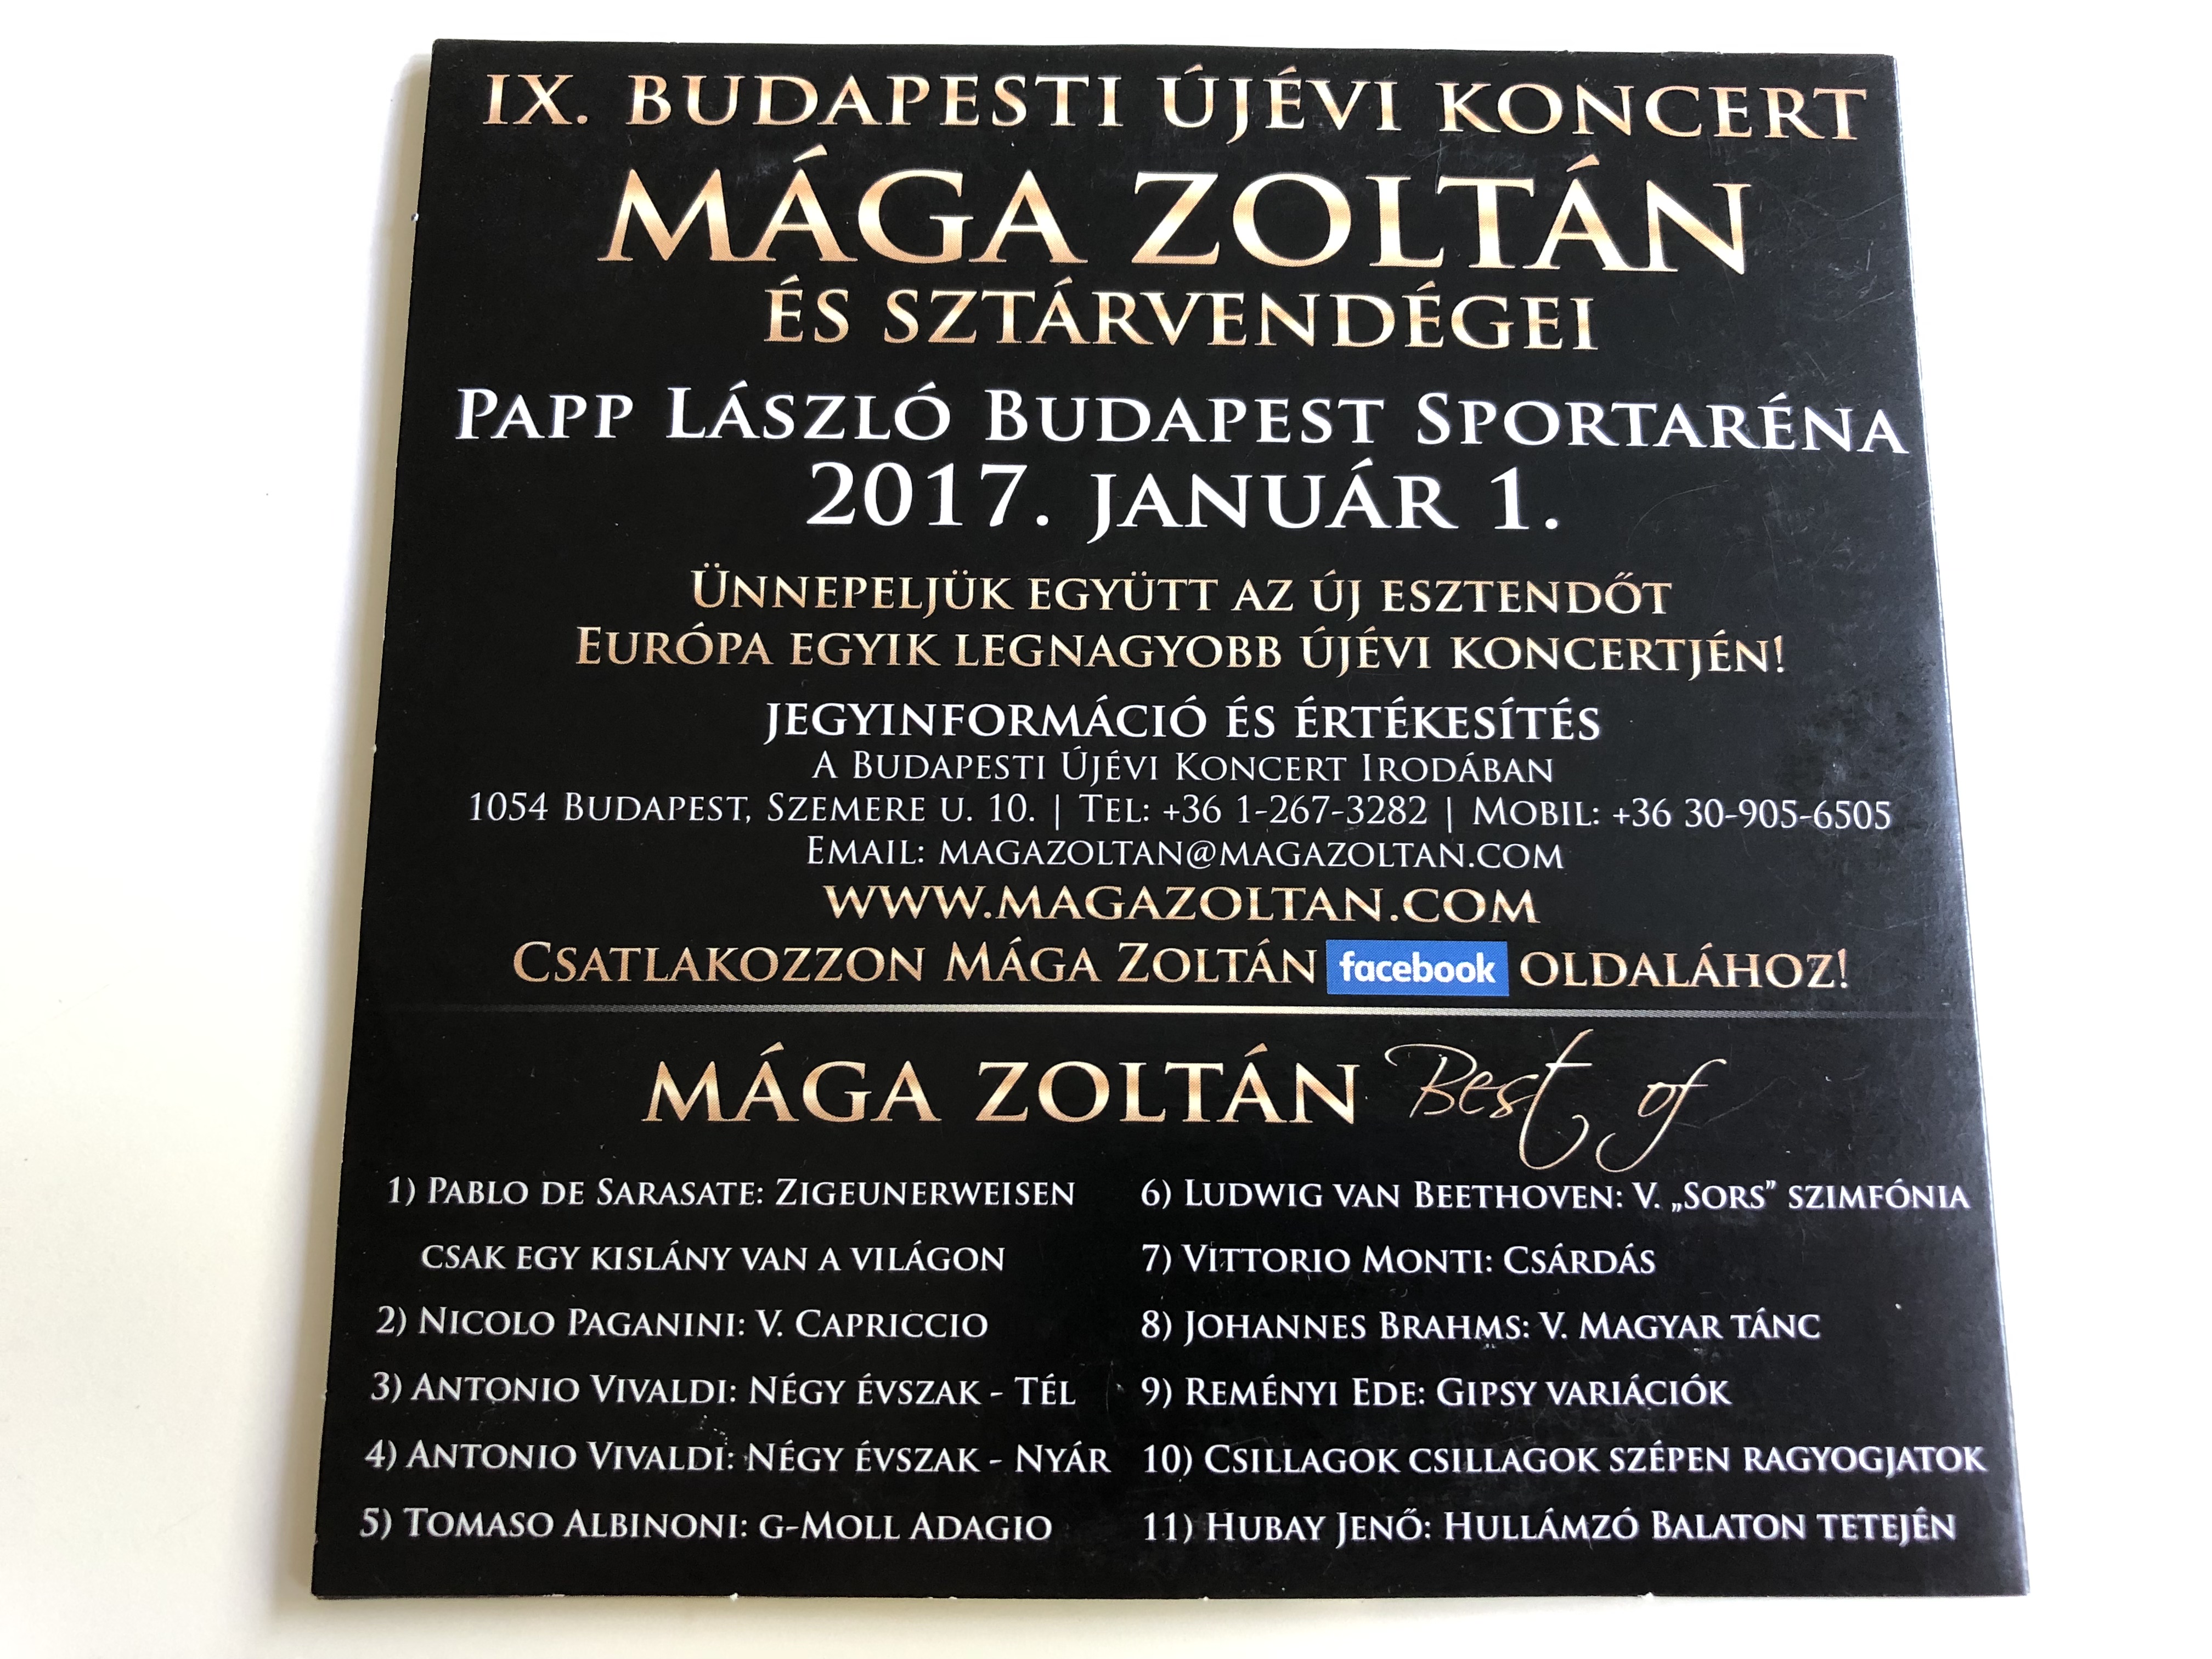 IX. BUDAPESTI ÚJÉVI KONCERT
MÁGA ZOLTÁN
ÉS SZTÁRVENDÉGEI
PAPP LÁSZLÓ BUDAPEST SPORTARÉNA
2017. JANUÁR 1.
ÜNNEPELJÜK EGYÜTT AZ ÚJ ESZTENDŐT
EURÓPA EGYIK LEGNAGYOBB ÚJÉVI KONCERTJÉN!
JEGYINFORMÁCIÓ ÉS ÉRTÉKESÍTÉS
A BUDAPESTI ÚJÉVI KONCERT IRODÁBAN
1054 BUDAPEST, SZEMERE U. 10. | TEL: +36 1-267-3282 | MOBIL: +36 30-905-6505
EMAIL: MAGAZOLTAN@MAGAZOLTAN.COM
WWW.MAGAZOLTAN.COM
CSATLAKOZZON MÁGA ZOLTÁN facebook OLDALÁHOZ!
MÁGA ZOLTÁN Best of
1) PABLO DE SARASATE: ZIGEUNERWEISEN
CSAK EGY KISLÁNY VAN A VILÁGON
2) NICOLO PAGANINI: V. CAPRICCIO
3) ANTONIO VIVALDI: NÉGY ÉVSZAK - TÉL
4) ANTONIO VIVALDI: NÉGY ÉVSZAK - NYÁR
5) TOMASO ALBINONI: G-MOLL ADAGIO
6) LUDWIG VAN BEETHOVEN: V. „SORS” SZIMFÓNIA
7) VITTORIO MONTI: CSÁRDÁS
8) JOHANNES BRAHMS: V. MAGYAR TÁNC
9) REMÉNYI EDE: GIPSY VARIÁCIÓK
10) CSILLAGOK CSILLAGOK SZÉPEN RAGYOGJATOK
11) HUBAY JENŐ: HULLÁMZÓ BALATON TETEJÉN